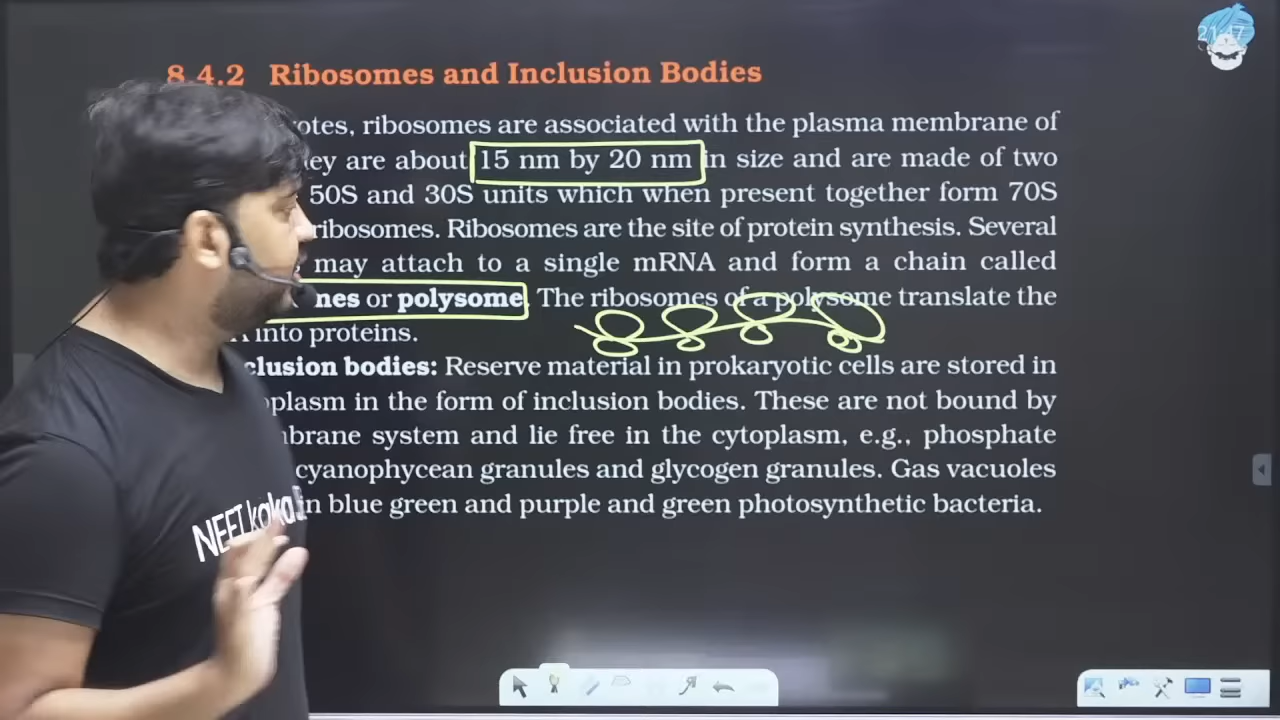 21:47
8.4.2 Ribosomes and Inclusion Bodies
otes, ribosomes are associated with the plasma membrane of
ey are about 15 nm by 20 nm in size and are made of two
50S and 30S units which when present together form 70S
ribosomes. Ribosomes are the site of protein synthesis. Several
may attach to a single mRNA and form a chain called
mes or polysome. The ribosomes of a polysome translate the
into proteins.
clusion bodies: Reserve material in prokaryotic cells are stored in
oplasm in the form of inclusion bodies. These are not bound by
mbrane system and lie free in the cytoplasm, e.g., phosphate
cyanophycean granules and glycogen granules. Gas vacuoles
in blue green and purple and green photosynthetic bacteria.
NEET